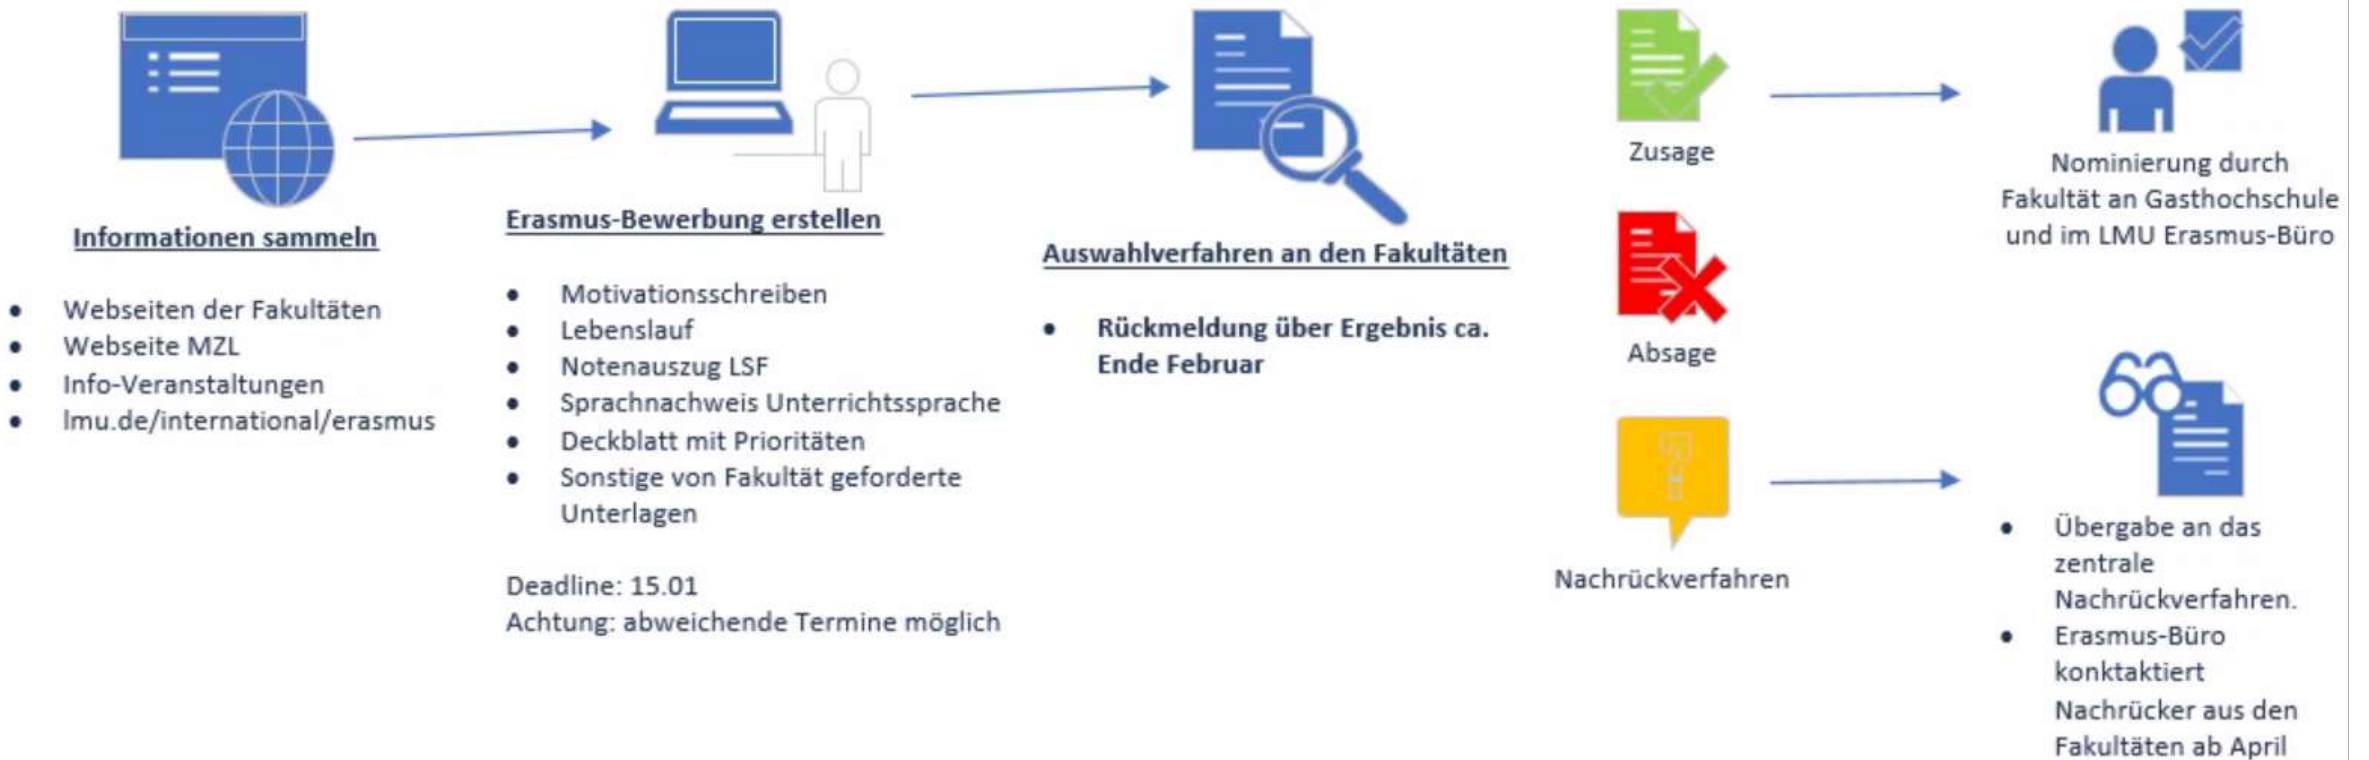 Informationen sammeln
• Webseiten der Fakultäten
• Webseite MZL
• Info-Veranstaltungen
• lmu.de/international/erasmus
Erasmus-Bewerbung erstellen
• Motivationsschreiben
• Lebenslauf
• Notenauszug LSF
• Sprachnachweis Unterrichtssprache
• Deckblatt mit Prioritäten
• Sonstige von Fakultät geforderte
Unterlagen
Deadline: 15.01
Achtung: abweichende Termine möglich
Auswahlverfahren an den Fakultäten
• Rückmeldung über Ergebnis ca.
Ende Februar
Zusage
Absage
?
Nachrückverfahren
Nominierung durch
Fakultät an Gasthochschule
und im LMU Erasmus-Büro
• Übergabe an das
zentrale
Nachrückverfahren.
• Erasmus-Büro
konktaktiert
Nachrücker aus den
Fakultäten ab April